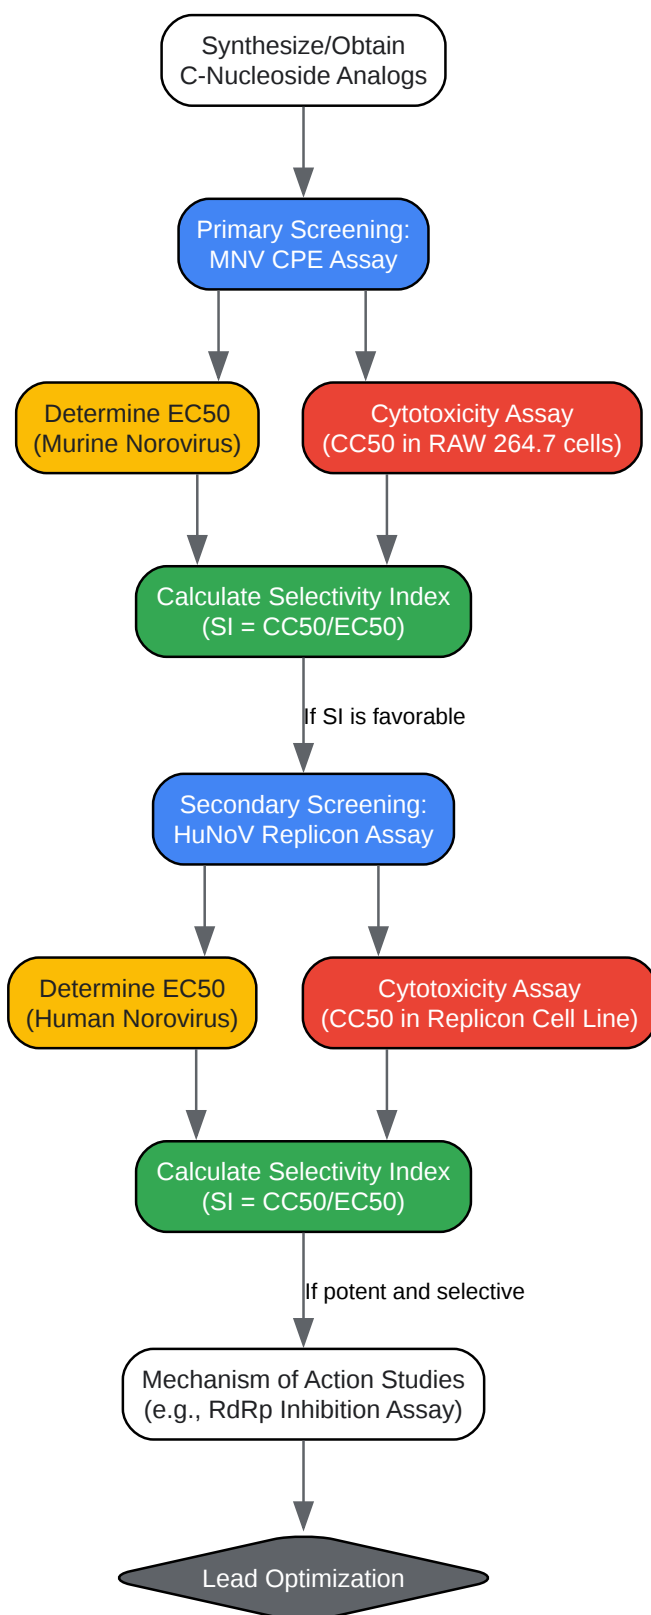 Synthesize/Obtain
C-Nucleoside Analogs
Primary Screening:
MNV CPE Assay
Determine EC50
(Murine Norovirus)
Cytotoxicity Assay
(CC50 in RAW 264.7 cells)
Calculate Selectivity Index
(SI = CC50/EC50)
If SI is favorable
Secondary Screening:
HuNoV Replicon Assay
Determine EC50
(Human Norovirus)
Cytotoxicity Assay
(CC50 in Replicon Cell Line)
Calculate Selectivity Index
(SI = CC50/EC50)
If potent and selective
Mechanism of Action Studies
(e.g., RdRp Inhibition Assay)
Lead Optimization